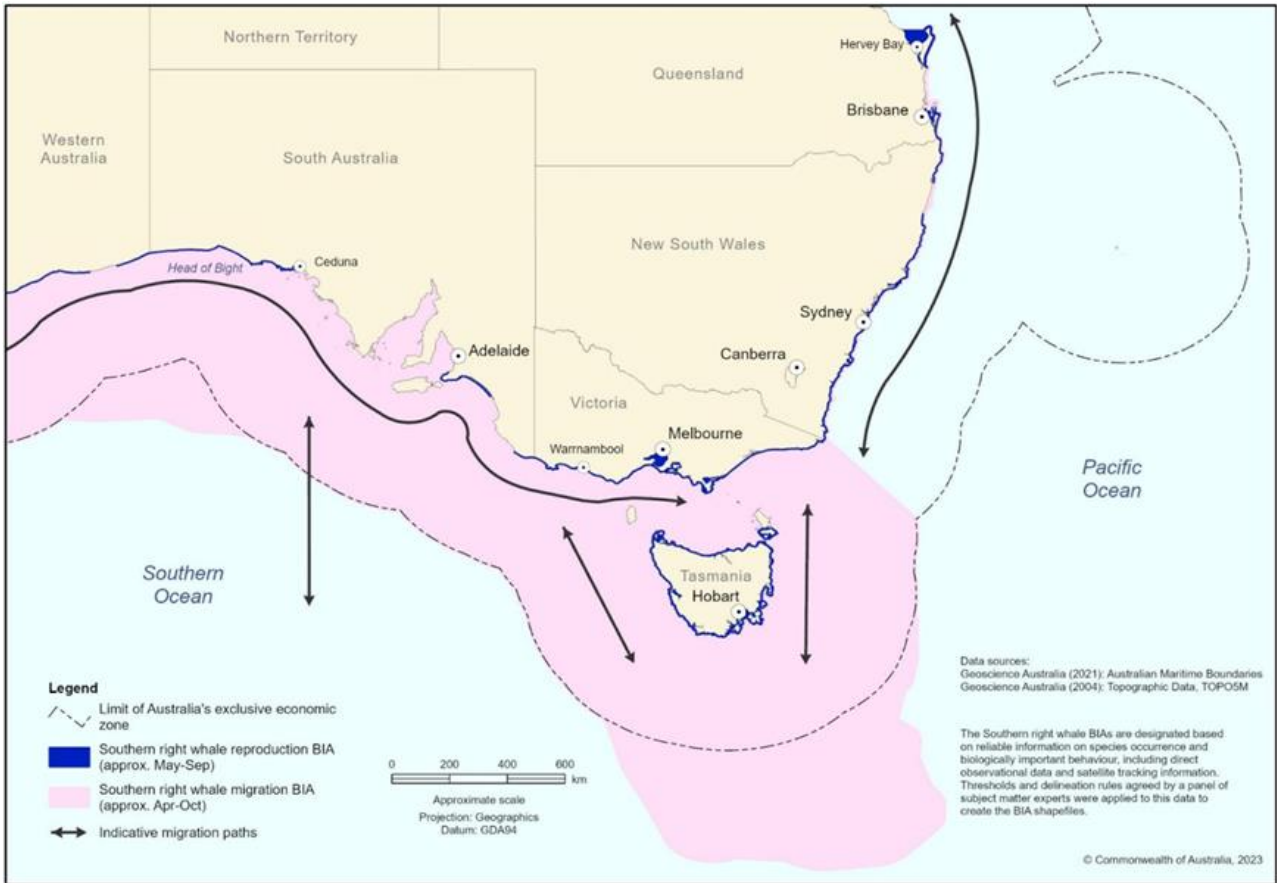 Northern Territory
Hervey Bay
Queensland
Brisbane
Western
Australia
South Australia
New South Wales
Head of Bight
Ceduna
Sydney
Adelaide
Canberra
Victoria
Melbourne
Warrnambool
Pacific
Ocean
Southern
Ocean
Tasmania
Hobart
Legend
Limit of Australia's exclusive economic
zone
Southern right whale reproduction BIA
(approx. May-Sep)
Southern right whale migration BIA
(approx. Apr-Oct)
Indicative migration paths
0 200 400 600
km
Approximate scale
Projection: Geographics
Datum: GDA94
Data sources:
Geoscience Australia (2021): Australian Maritime Boundaries
Geoscience Australia (2004): Topographic Data, TOPO5M
The Southern right whale BIAs are designated based
on reliable information on species occurrence and
biologically important behaviour, including direct
observational data and satellite tracking information.
Thresholds and delineation rules agreed by a panel of
subject matter experts were applied to this data to
create the BIA shapefiles.
© Commonwealth of Australia, 2023